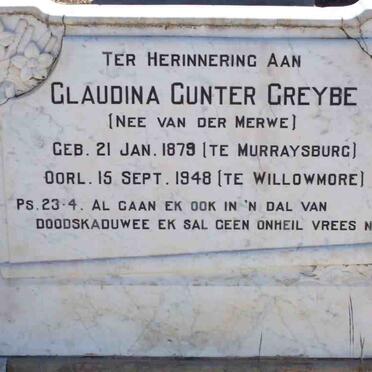 TER HERINNERING AAN
CLAUDINA GUNTER GREYBE
(NEE VAN DER MERWE)
GEB. 21 JAN. 1879 (TE MURRAYSBURG)
OORL. 15 SEPT. 1948 (TE WILLOWMORE)
PS. 23-4. AL GAAN EK OOK IN 'N DAL VAN
DOODSKADUWEE EK SAL GEEN ONHEIL VREES N